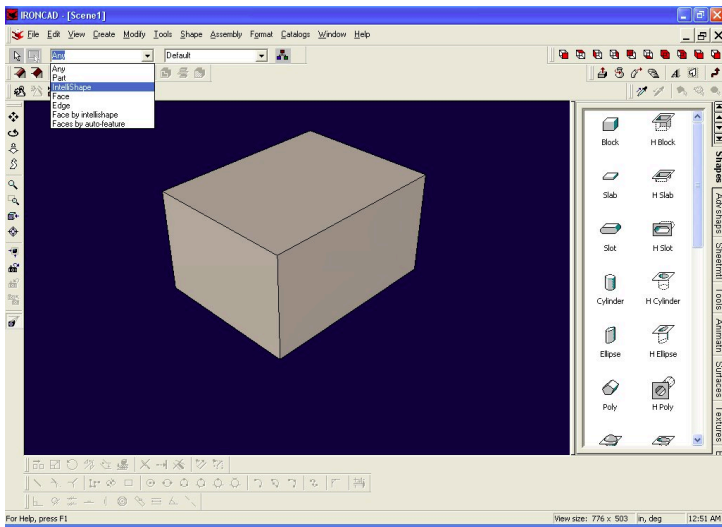 IRONCAD - [Scene1]
File Edit View Create Modify Tools Shape Assembly Format Catalogs Window Help
Any
Default
Any
Part
IntelliShape
Face
Edge
Face by intellishape
Faces by auto-feature
Block
H Block
Slab
H Slab
Slot
H Slot
Cylinder
H Cylinder
Ellipse
H Ellipse
Poly
H Poly
Shapes
Adv shaps
Sheetmtl
Tools
Animatn
Surfaces
Textures
For Help, press F1
View size: 776 x 503
in, deg
12:51 AM